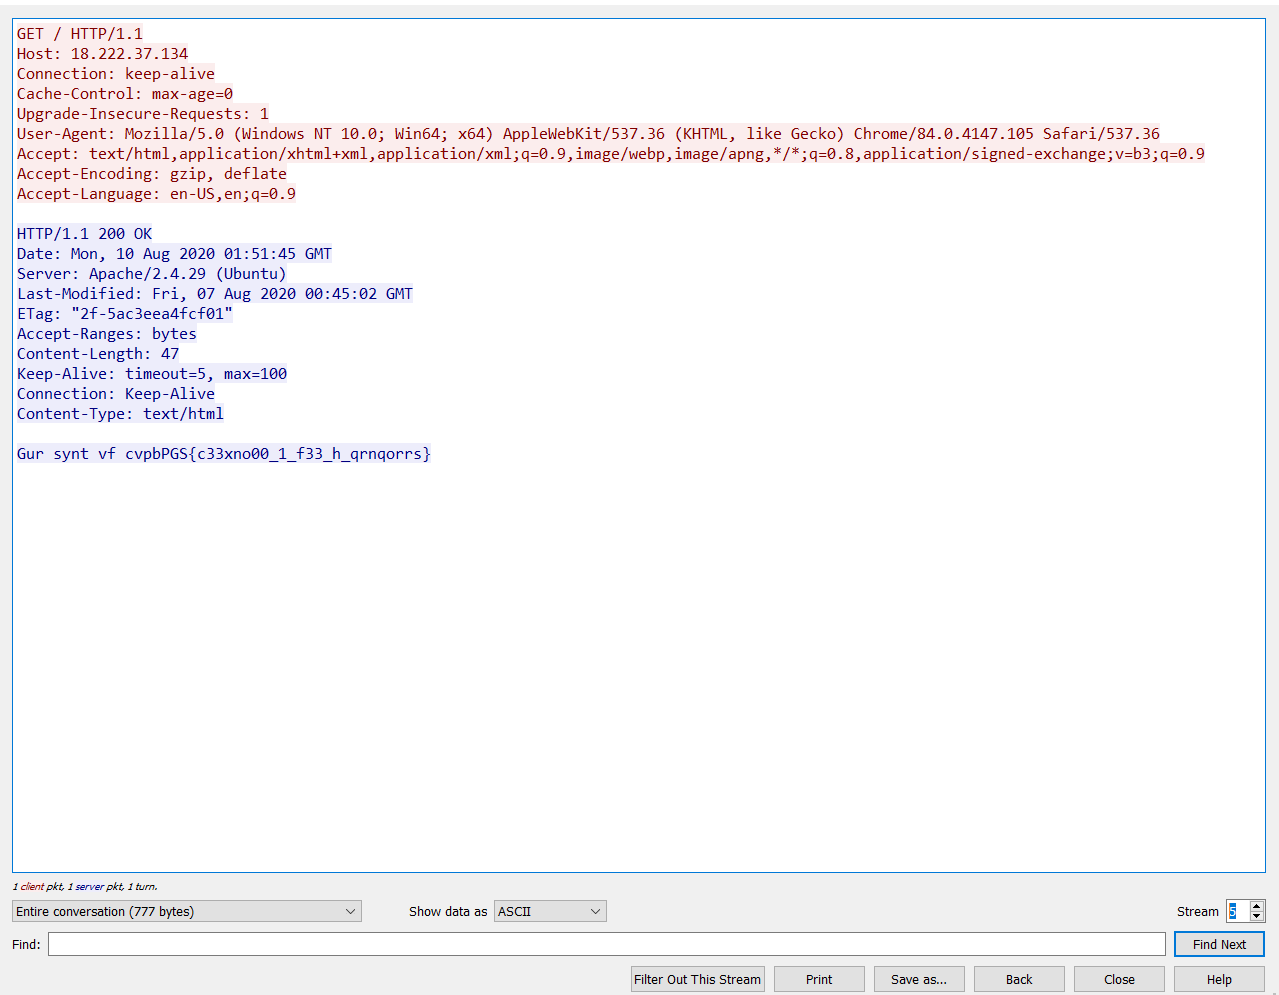 GET / HTTP/1.1
Host: 18.222.37.134
Connection: keep-alive
Cache-Control: max-age=0
Upgrade-Insecure-Requests: 1
User-Agent: Mozilla/5.0 (Windows NT 10.0; Win64; x64) AppleWebKit/537.36 (KHTML, like Gecko) Chrome/84.0.4147.105 Safari/537.36
Accept: text/html,application/xhtml+xml,application/xml;q=0.9,image/webp,image/apng,*/*;q=0.8,application/signed-exchange;v=b3;q=0.9
Accept-Encoding: gzip, deflate
Accept-Language: en-US,en;q=0.9
HTTP/1.1 200 OK
Date: Mon, 10 Aug 2020 01:51:45 GMT
Server: Apache/2.4.29 (Ubuntu)
Last-Modified: Fri, 07 Aug 2020 00:45:02 GMT
ETag: "2f-5ac3eea4fcf01"
Accept-Ranges: bytes
Content-Length: 47
Keep-Alive: timeout=5, max=100
Connection: Keep-Alive
Content-Type: text/html
Gur synt vf cvpbPGS{c33xno00_1_f33_h_qrnqorrs}
1 client pkt, 1 server pkt, 1 turn.
Entire conversation (777 bytes) Show data as ASCII Stream 5
Find: Find Next
Filter Out This Stream Print Save as... Back Close Help